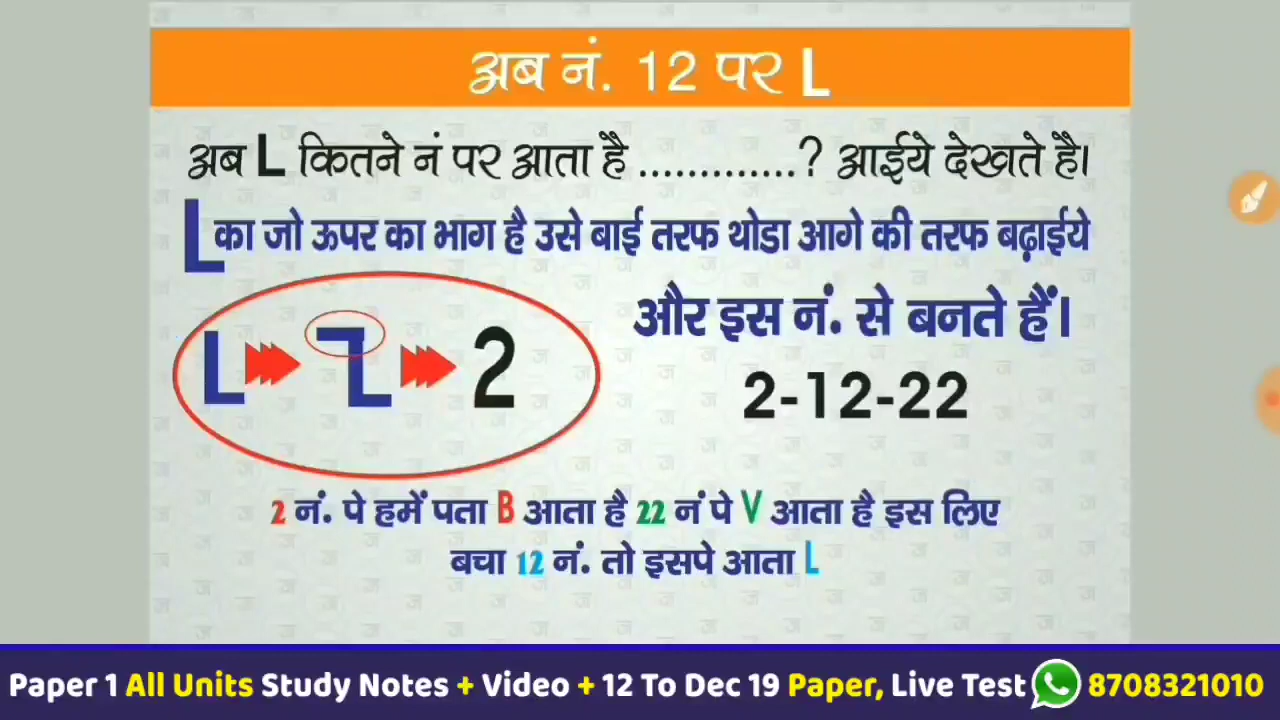 अब नं. 12 पर L
अब L कितने नं पर आता है .............? आईये देखते है।
L का जो ऊपर का भाग है उसे बाई तरफ थोडा आगे की तरफ बढ़ाईये
और इस नं. से बनते हैं।
L 2
2-12-22
2 नं. पे हमें पता B आता है 22 नं पे V आता है इस लिए
बचा 12 नं. तो इसपे आता L
Paper 1 All Units Study Notes + Video + 12 To Dec 19 Paper, Live Test 8708321010